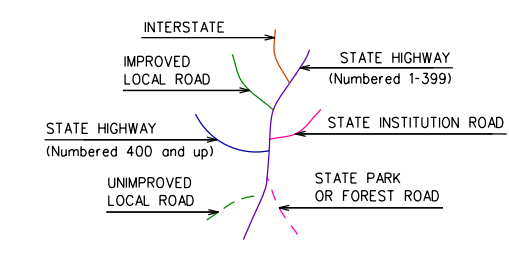 INTERSTATE
IMPROVED
LOCAL ROAD
STATE HIGHWAY
(Numbered 1-399)
STATE HIGHWAY
(Numbered 400 and up)
STATE INSTITUTION ROAD
UNIMPROVED
LOCAL ROAD
STATE PARK
OR FOREST ROAD